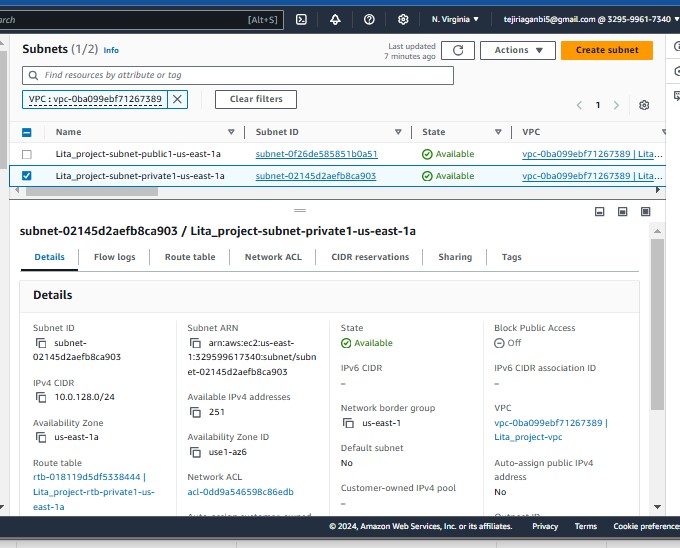 rch [Alt+S] N. Virginia tejiriaganbi5@gmail.com @ 3295-9961-7340
Subnets (1/2) Info
Last updated
7 minutes ago
Actions
Create subnet
Find resources by attribute or tag
VPC : vpc-0ba099ebf71267389
Clear filters
1
Name Subnet ID State VPC
Lita_project-subnet-public1-us-east-1a subnet-0f26de585851b0a51 Available vpc-0ba099ebf71267389 | Lita...
Lita_project-subnet-private1-us-east-1a subnet-02145d2aefb8ca903 Available vpc-0ba099ebf71267389 | Lita...
subnet-02145d2aefb8ca903 / Lita_project-subnet-private1-us-east-1a
Details Flow logs Route table Network ACL CIDR reservations Sharing Tags
Details
Subnet ID
subnet-
02145d2aefb8ca903
IPv4 CIDR
10.0.128.0/24
Availability Zone
us-east-1a
Route table
rtb-018119d5df5338444 |
Lita_project-rtb-private1-us-
east-1a
Subnet ARN
arn:aws:ec2:us-east-
1:329599617340:subnet/subn
et-02145d2aefb8ca903
Available IPv4 addresses
251
Availability Zone ID
use1-az6
Network ACL
acl-0dd9a546598c86edb
State
Available
IPv6 CIDR
–
Network border group
us-east-1
Default subnet
No
Customer-owned IPv4 pool
–
Block Public Access
Off
IPv6 CIDR association ID
–
VPC
vpc-0ba099ebf71267389 |
Lita_project-vpc
Auto-assign public IPv4
address
No
© 2024, Amazon Web Services, Inc. or its affiliates. Privacy Terms Cookie preference